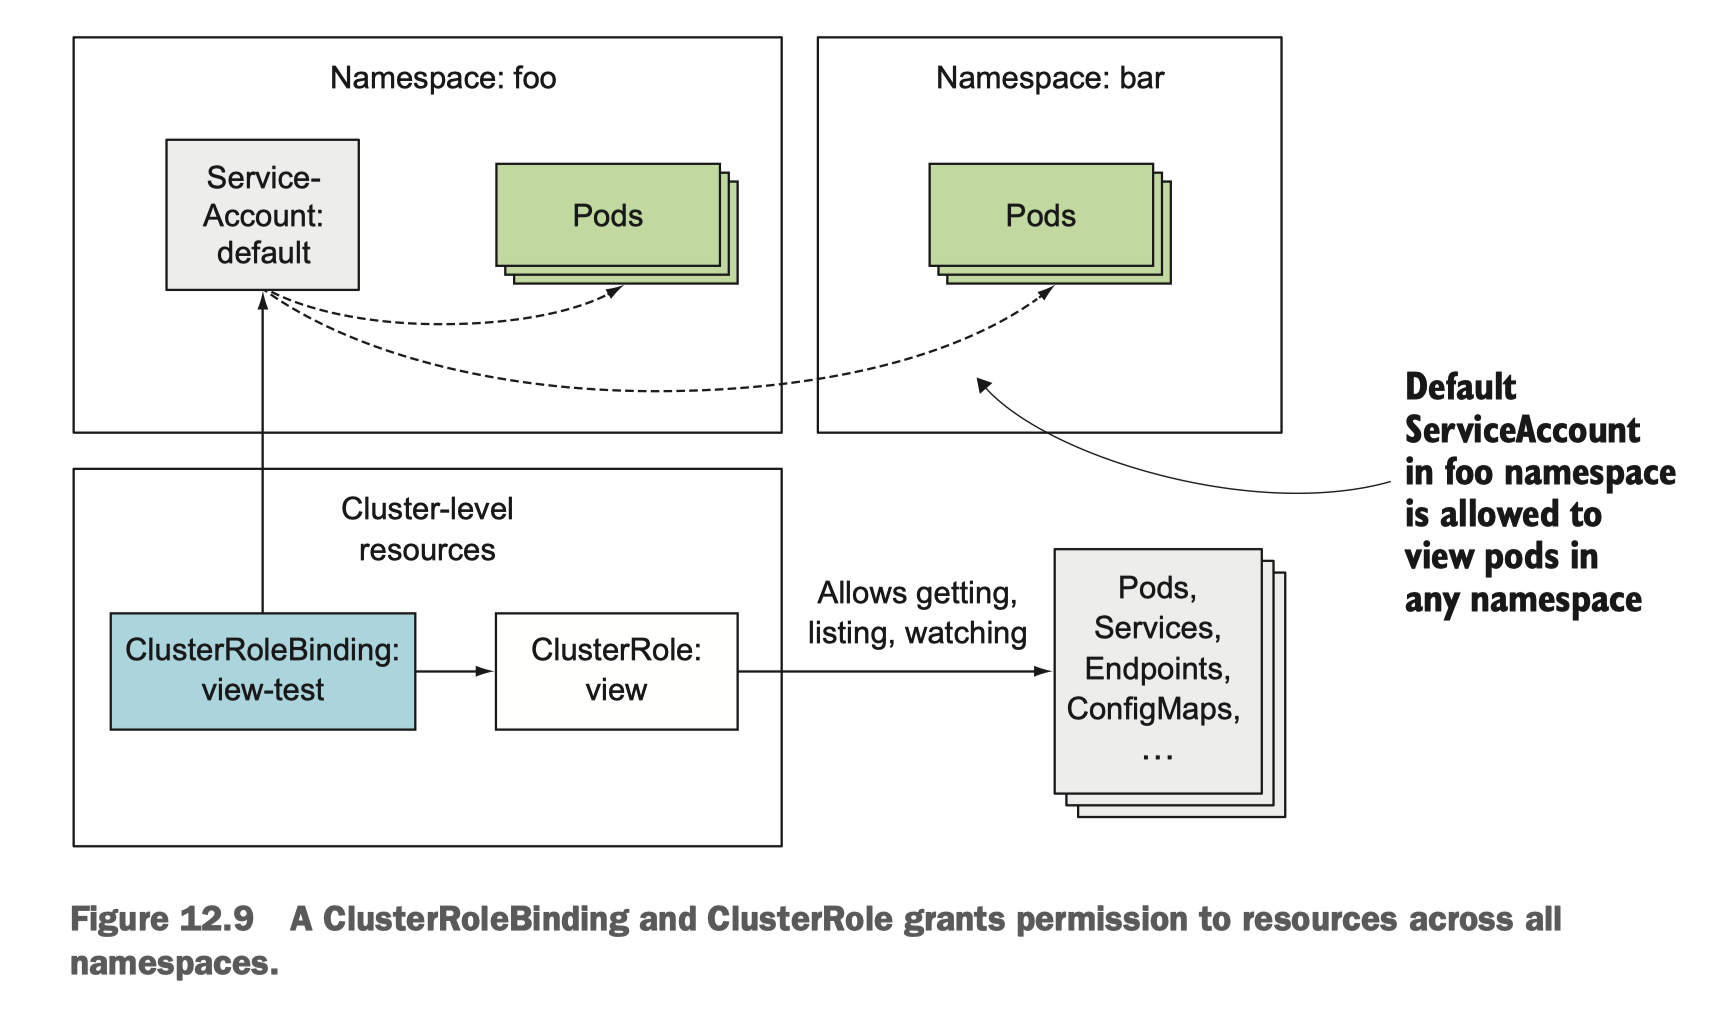 Namespace: foo
Namespace: bar
Service-
Account:
default
Pods
Pods
Default
ServiceAccount
in foo namespace
is allowed to
view pods in
any namespace
Cluster-level
resources
ClusterRoleBinding:
view-test
ClusterRole:
view
Allows getting,
listing, watching
Pods,
Services,
Endpoints,
ConfigMaps,
...
Figure 12.9 A ClusterRoleBinding and ClusterRole grants permission to resources across all
namespaces.